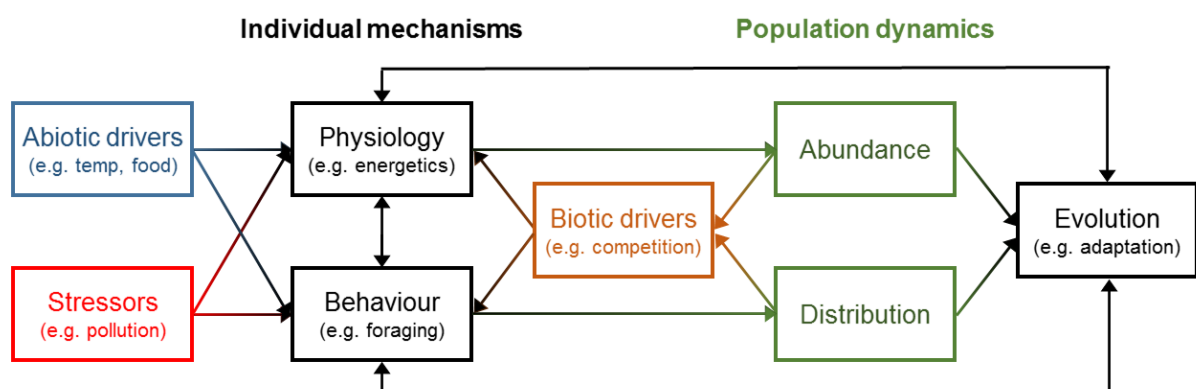 Individual mechanisms
Population dynamics
Abiotic drivers
(e.g. temp, food)
Physiology
(e.g. energetics)
Abundance
Biotic drivers
(e.g. competition)
Evolution
(e.g. adaptation)
Stressors
(e.g. pollution)
Behaviour
(e.g. foraging)
Distribution